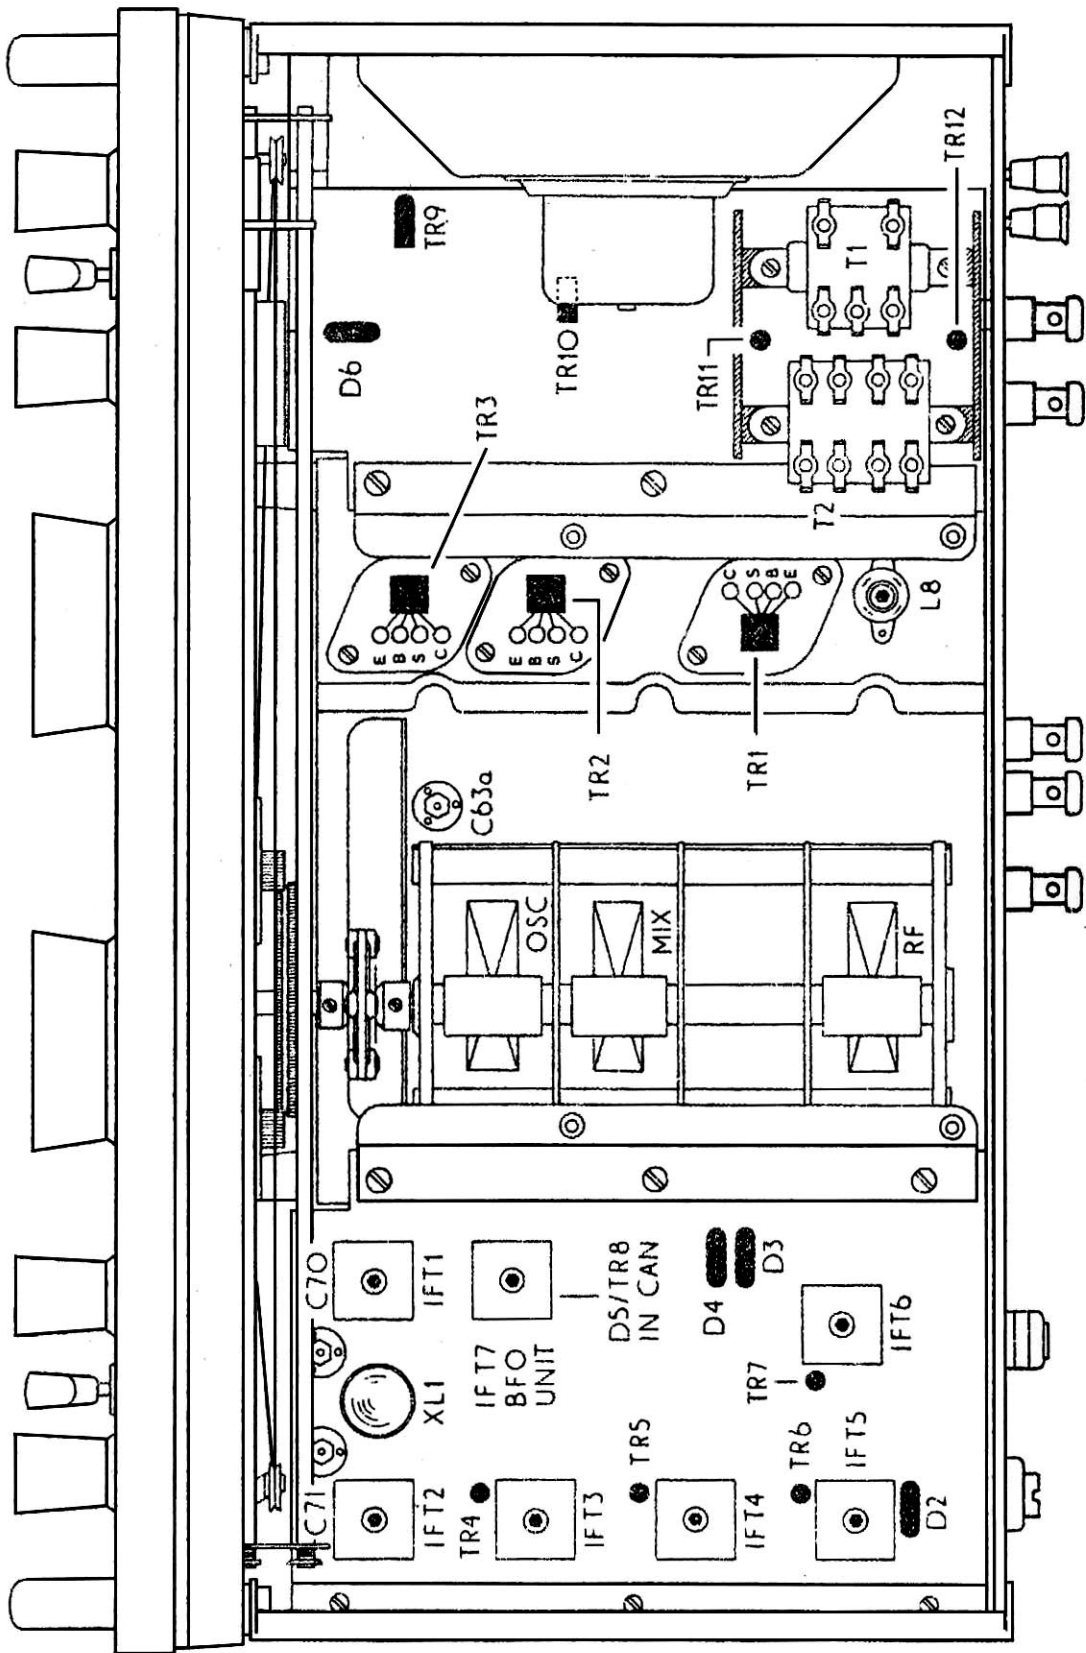 TR9
TR12
T1
D6
TR10
TR11
TR3
T2
E
B
S
C
E
B
S
C
C
S
B
E
L8
TR2
TR1
C63a
OSC
MIX
RF
C70
IFT1
D5/TR8
IN CAN
D4
D3
IFT6
XL1
IFT7
BFO
UNIT
TR7
C71
IFT2
TR4
IFT3
TR5
IFT4
TR6
IFT5
D2